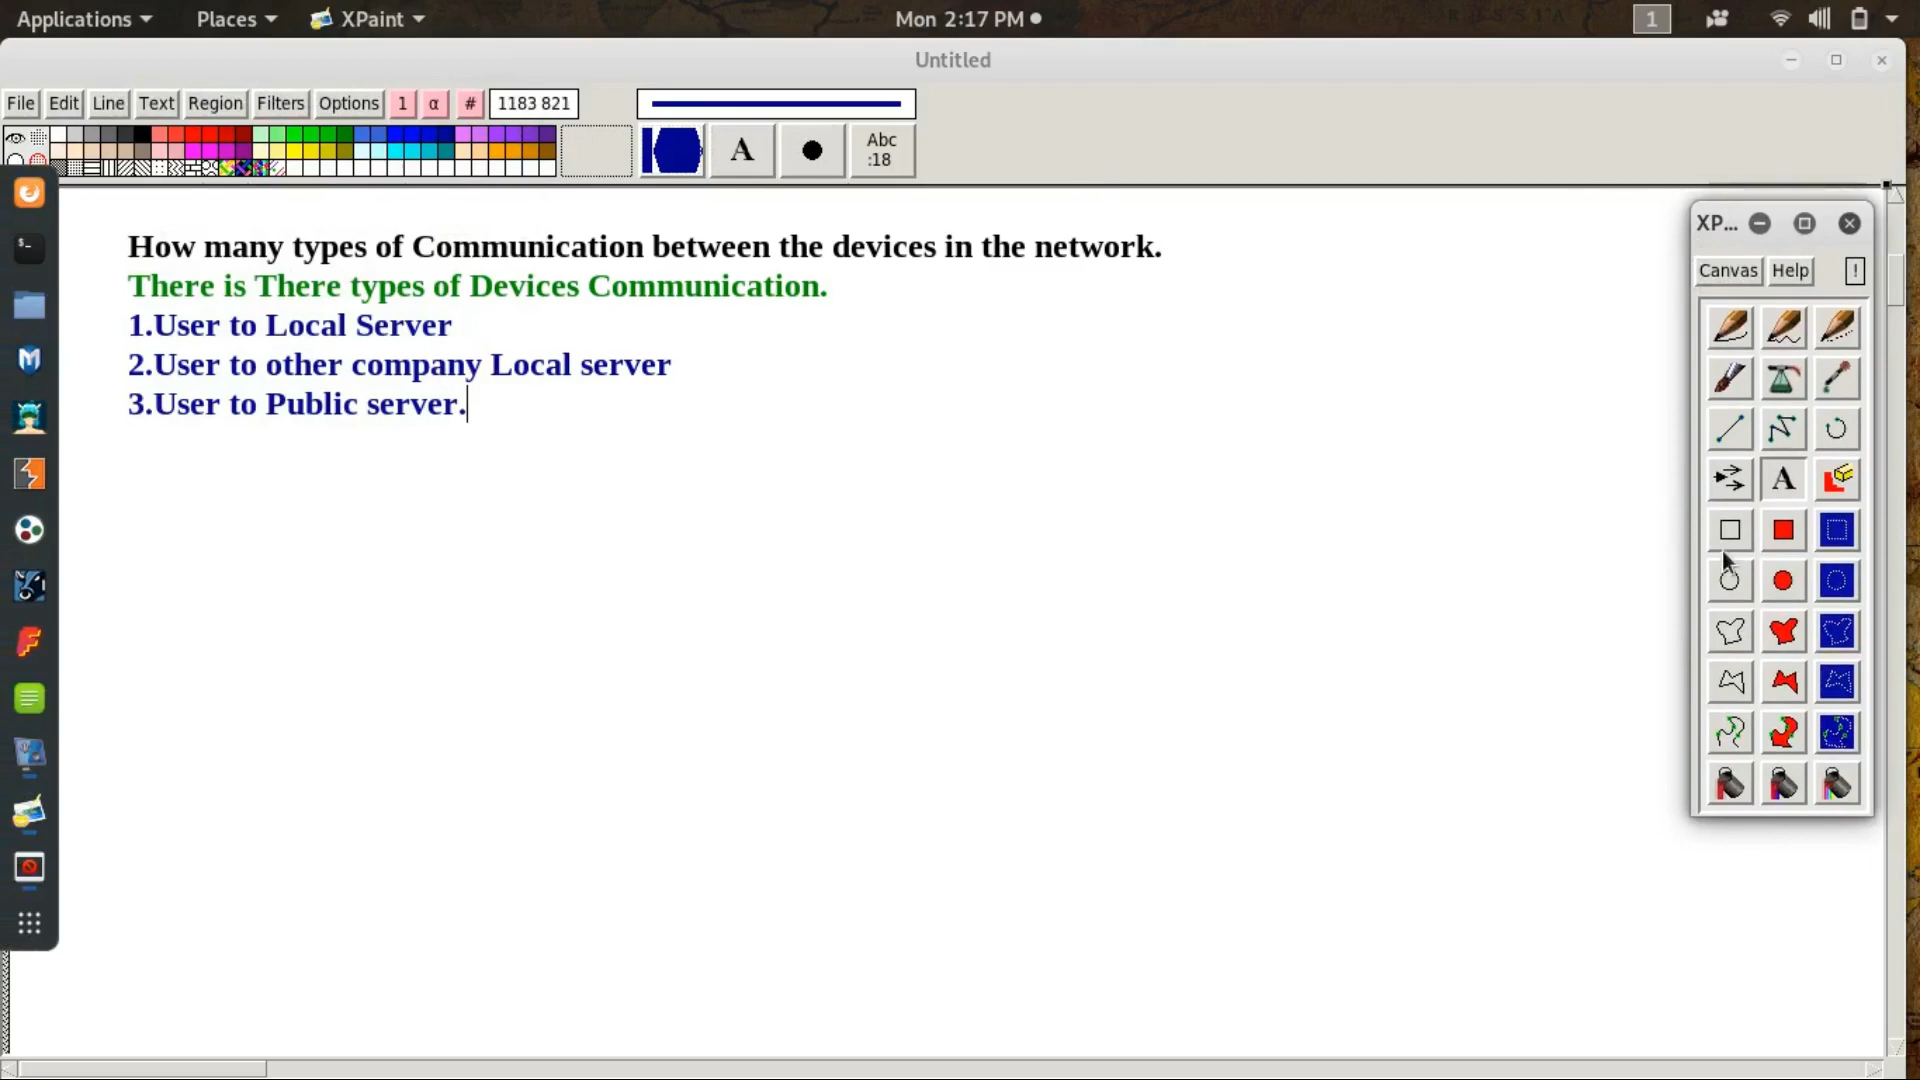 Applications Places XPaint Mon 2:17 PM 1
Untitled
File Edit Line Text Region Filters Options 1 α # 1183 821
A Abc
:18
How many types of Communication between the devices in the network.
There is There types of Devices Communication.
1.User to Local Server
2.User to other company Local server
3.User to Public server.
XP...
Canvas Help !
A